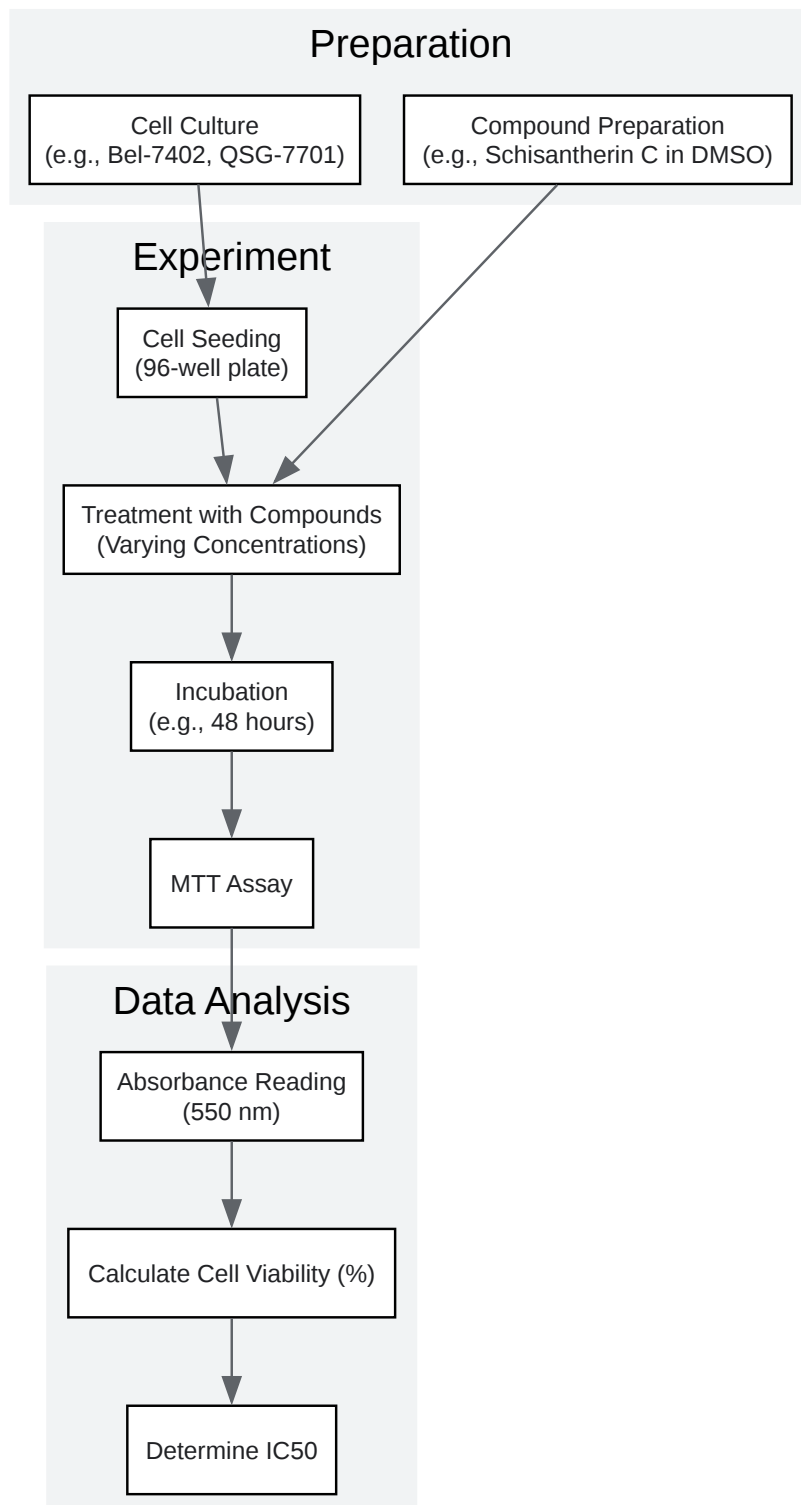 Preparation
Cell Culture
(e.g., Bel-7402, QSG-7701)
Compound Preparation
(e.g., Schisantherin C in DMSO)
Experiment
Cell Seeding
(96-well plate)
Treatment with Compounds
(Varying Concentrations)
Incubation
(e.g., 48 hours)
MTT Assay
Data Analysis
Absorbance Reading
(550 nm)
Calculate Cell Viability (%)
Determine IC50